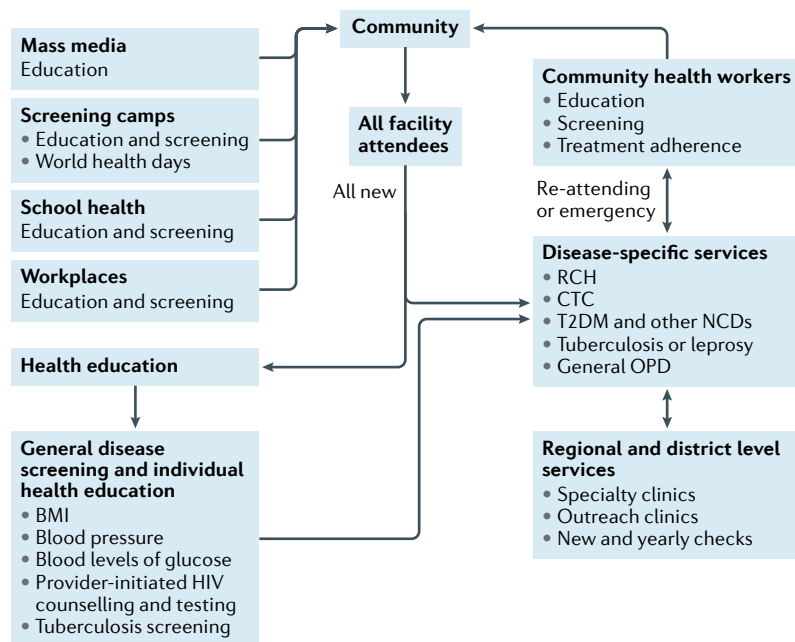 Mass media
Education
Screening camps
• Education and screening
• World health days
School health
Education and screening
Workplaces
Education and screening
Community
All facility
attendees
All new
Community health workers
• Education
• Screening
• Treatment adherence
Re-attending
or emergency
Disease-specific services
• RCH
• CTC
• T2DM and other NCDs
• Tuberculosis or leprosy
• General OPD
Health education
General disease
screening and individual
health education
• BMI
• Blood pressure
• Blood levels of glucose
• Provider-initiated HIV
counselling and testing
• Tuberculosis screening
Regional and district level
services
• Specialty clinics
• Outreach clinics
• New and yearly checks